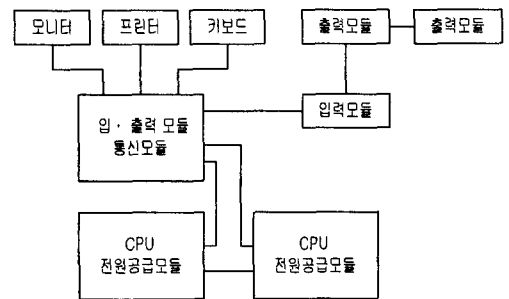 모니터
프린터
키보드
출력모듈
출력모듈
입력모듈
입 · 출력 모듈
통신모듈
CPU
전원공급모듈
CPU
전원공급모듈